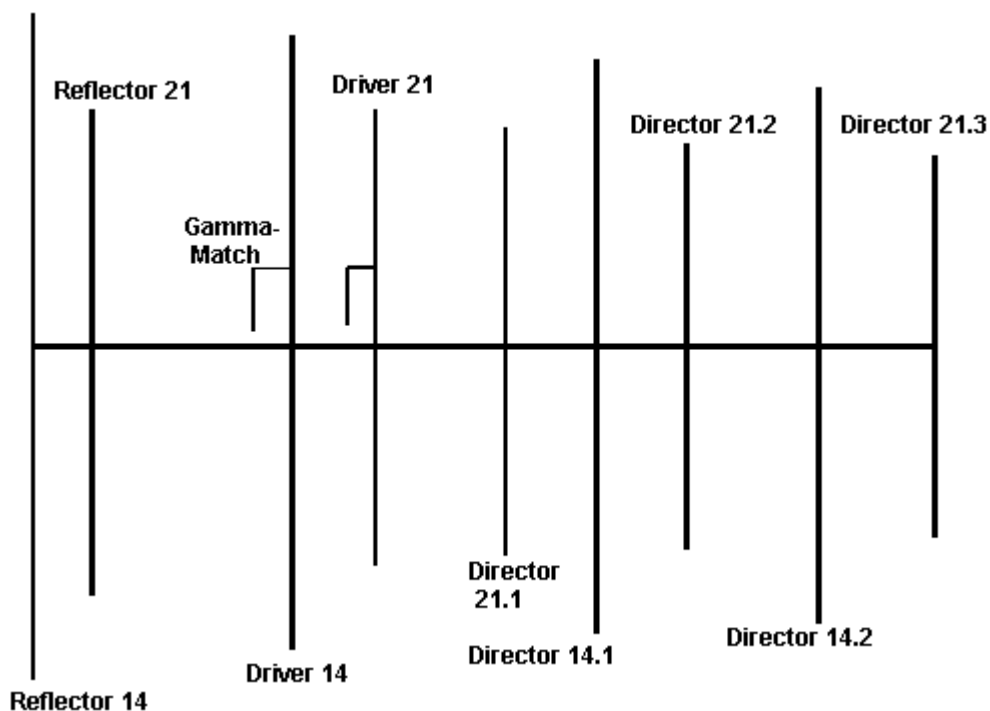 Reflector 21
Driver 21
Director 21.2
Director 21.3
Gamma-
Match
Director
21.1
Director 14.1
Director 14.2
Driver 14
Reflector 14